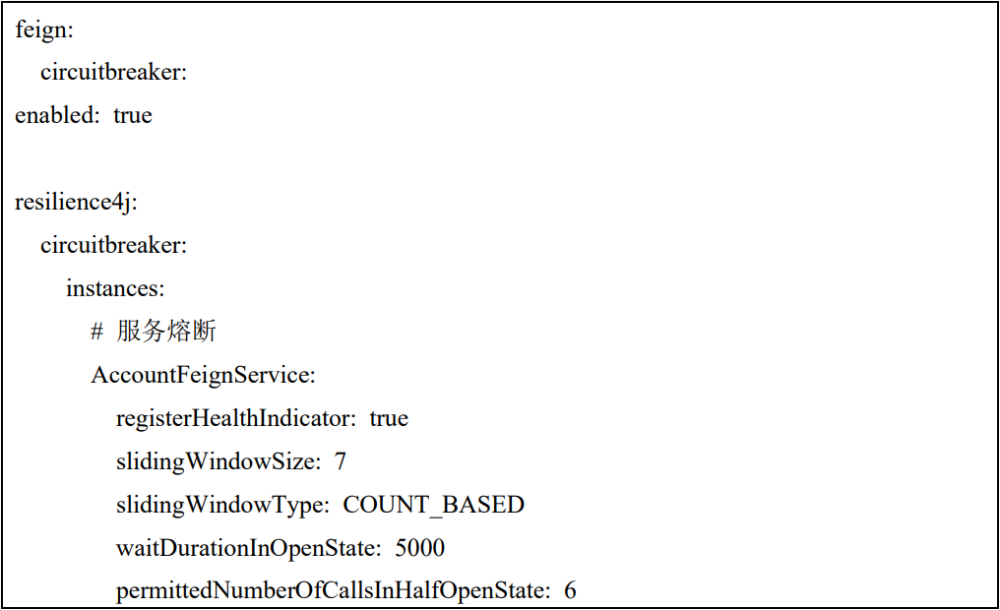 feign:
  circuitbreaker:
enabled: true

resilience4j:
  circuitbreaker:
    instances:
      # 服务熔断
      AccountFeignService:
        registerHealthIndicator: true
        slidingWindowSize: 7
        slidingWindowType: COUNT_BASED
        waitDurationInOpenState: 5000
        permittedNumberOfCallsInHalfOpenState: 6